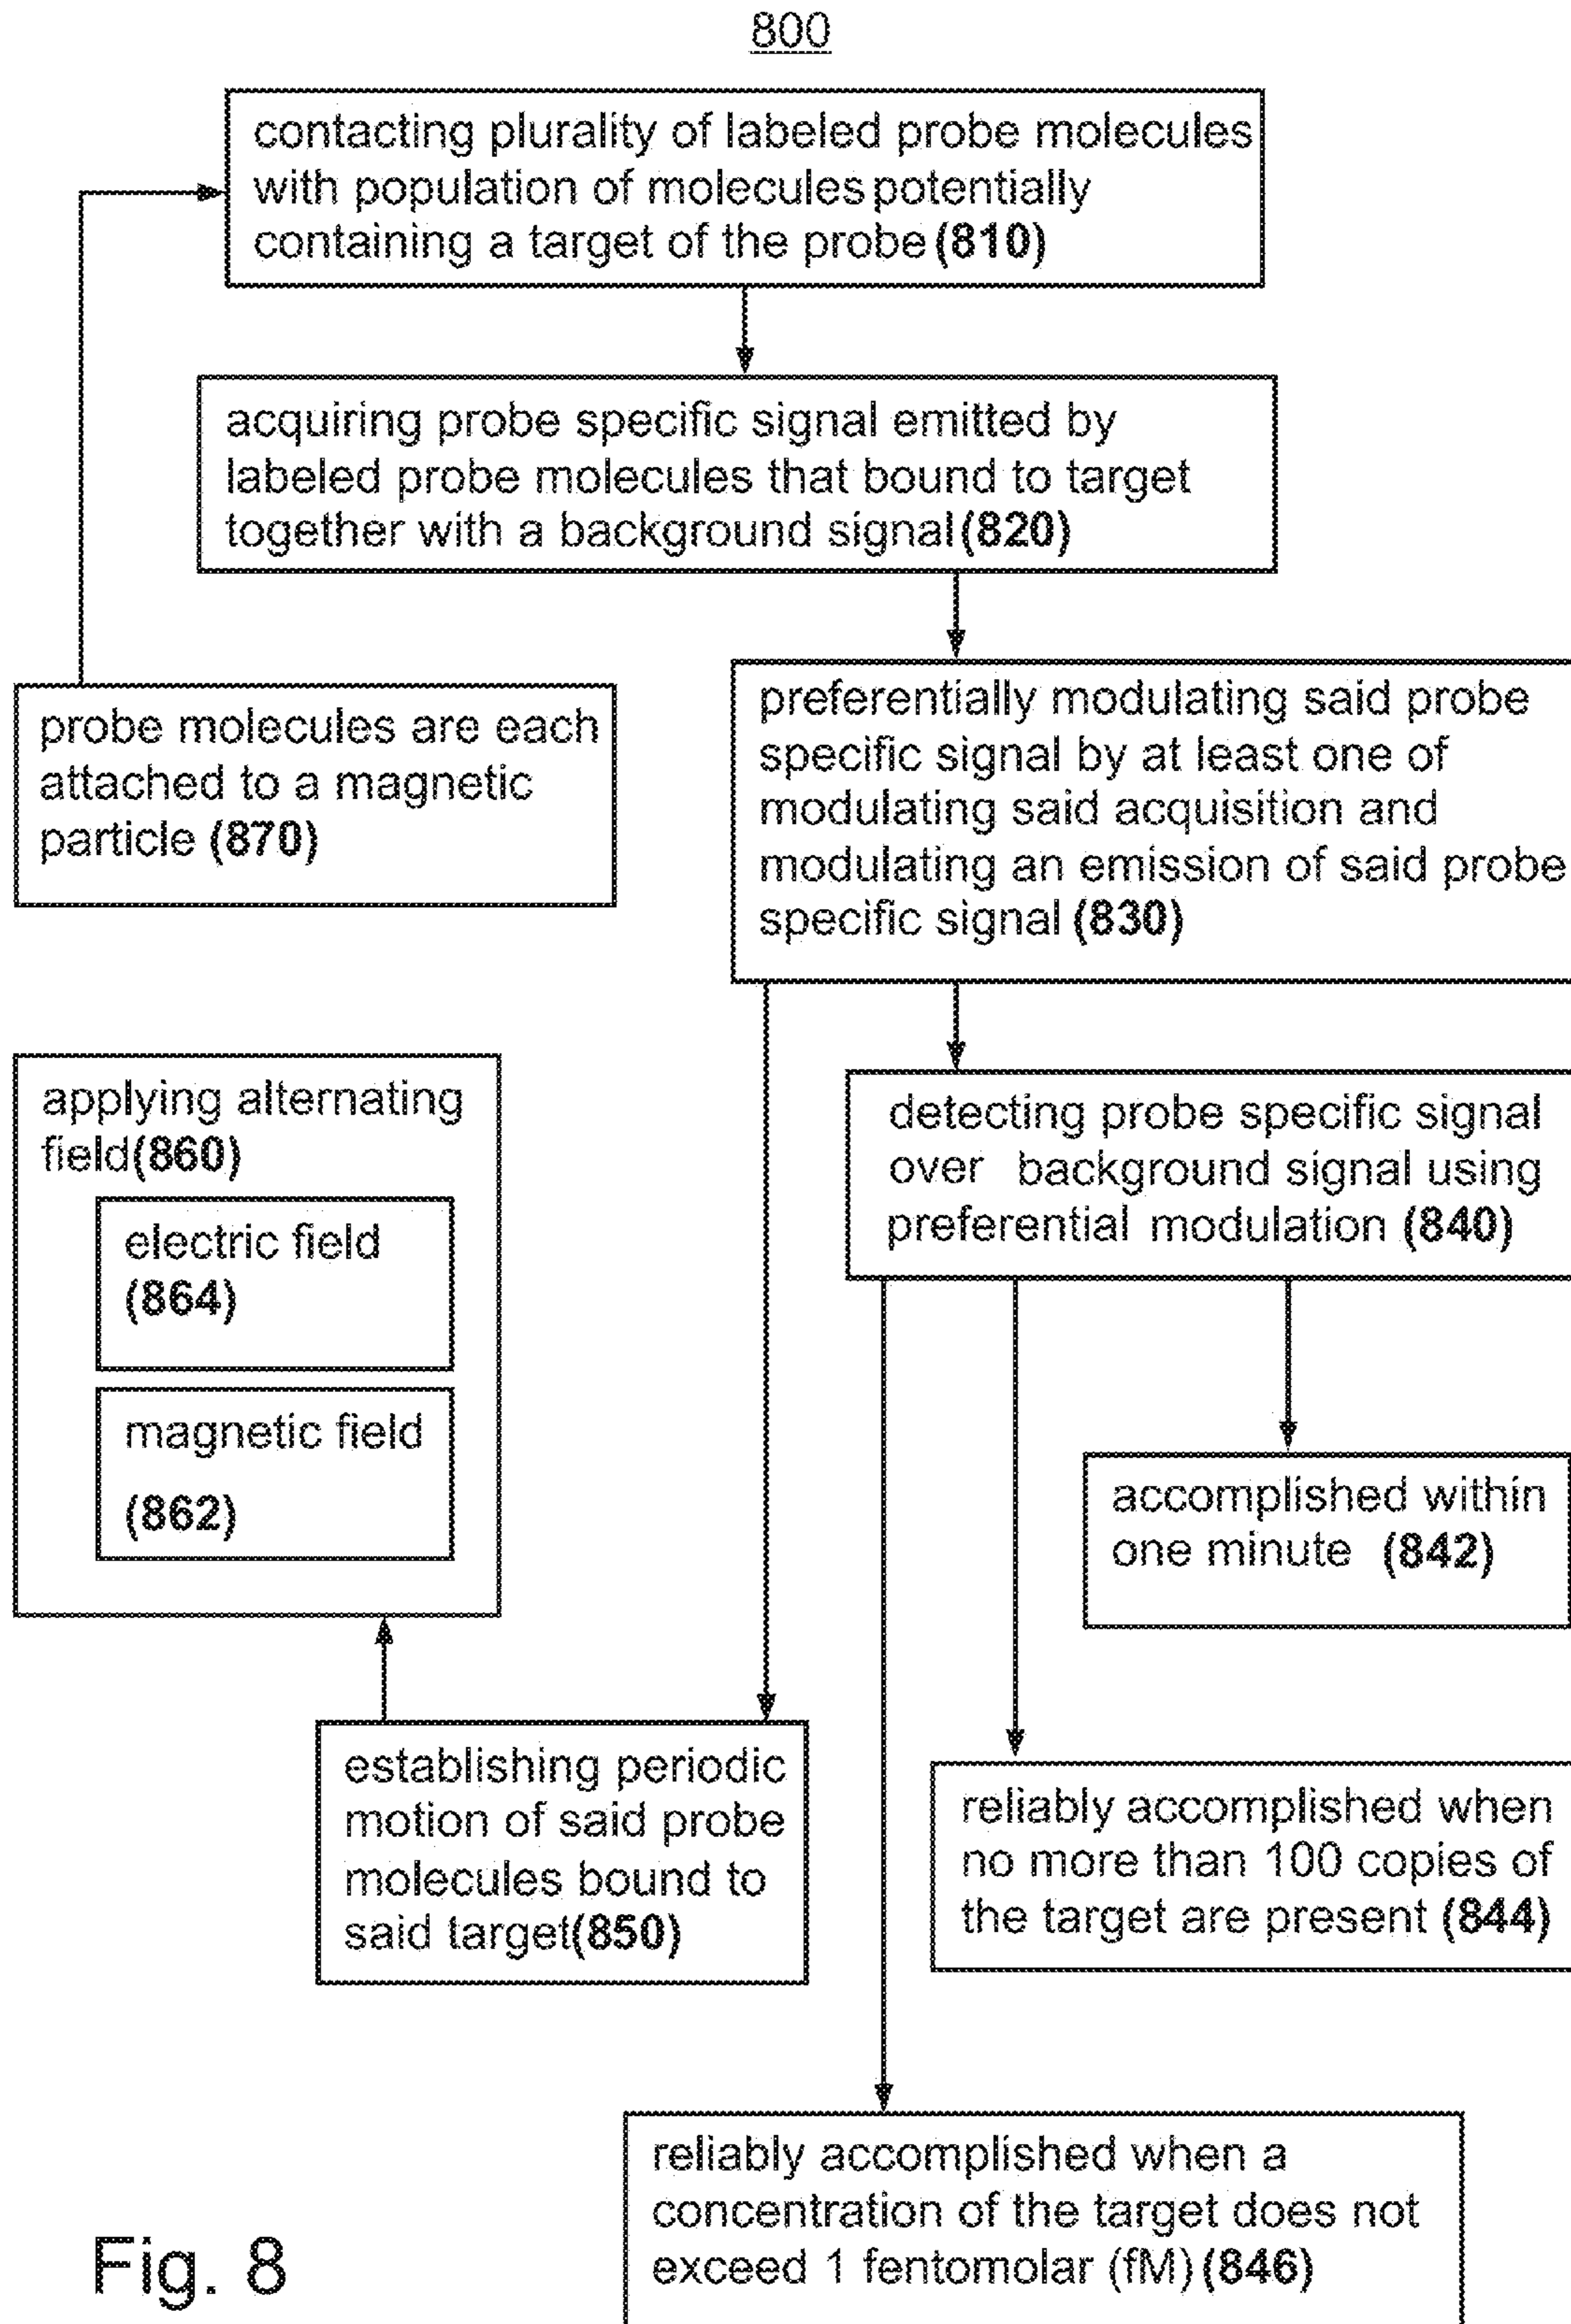 800
contacting plurality of labeled probe molecules
with population of molecules potentially
containing a target of the probe (810)
acquiring probe specific signal emitted by
labeled probe molecules that bound to target
together with a background signal (820)
probe molecules are each
attached to a magnetic
particle (870)
preferentially modulating said probe
specific signal by at least one of
modulating said acquisition and
modulating an emission of said probe
specific signal (830)
applying alternating
field(860)
electric field
(864)
magnetic field
(862)
detecting probe specific signal
over background signal using
preferential modulation (840)
accomplished within
one minute (842)
establishing periodic
motion of said probe
molecules bound to
said target(850)
reliably accomplished when
no more than 100 copies of
the target are present (844)
reliably accomplished when a
concentration of the target does not
exceed 1 fentomolar (fM) (846)
Fig. 8